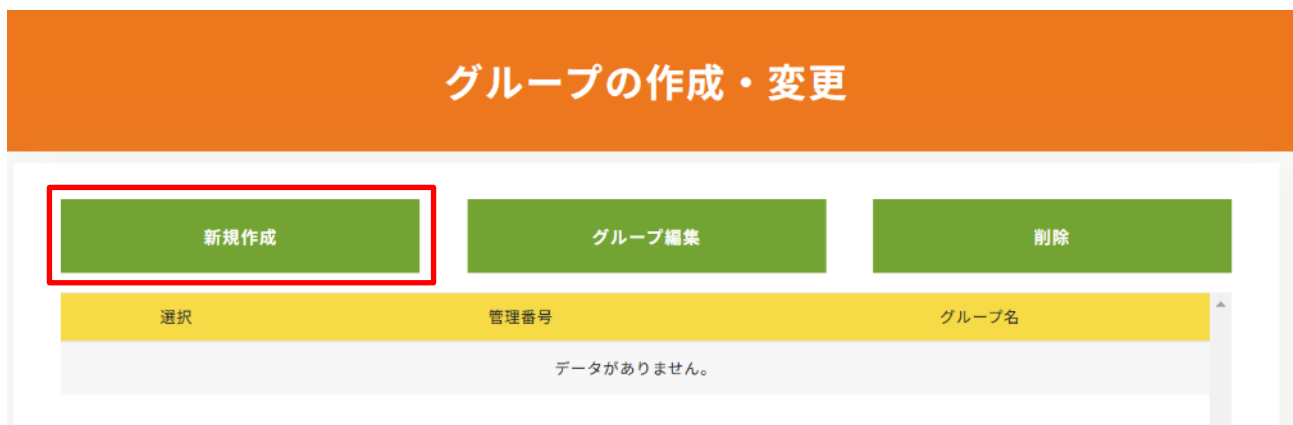 グループの作成・変更
新規作成 グループ編集 削除
選択 管理番号 グループ名
データがありません。